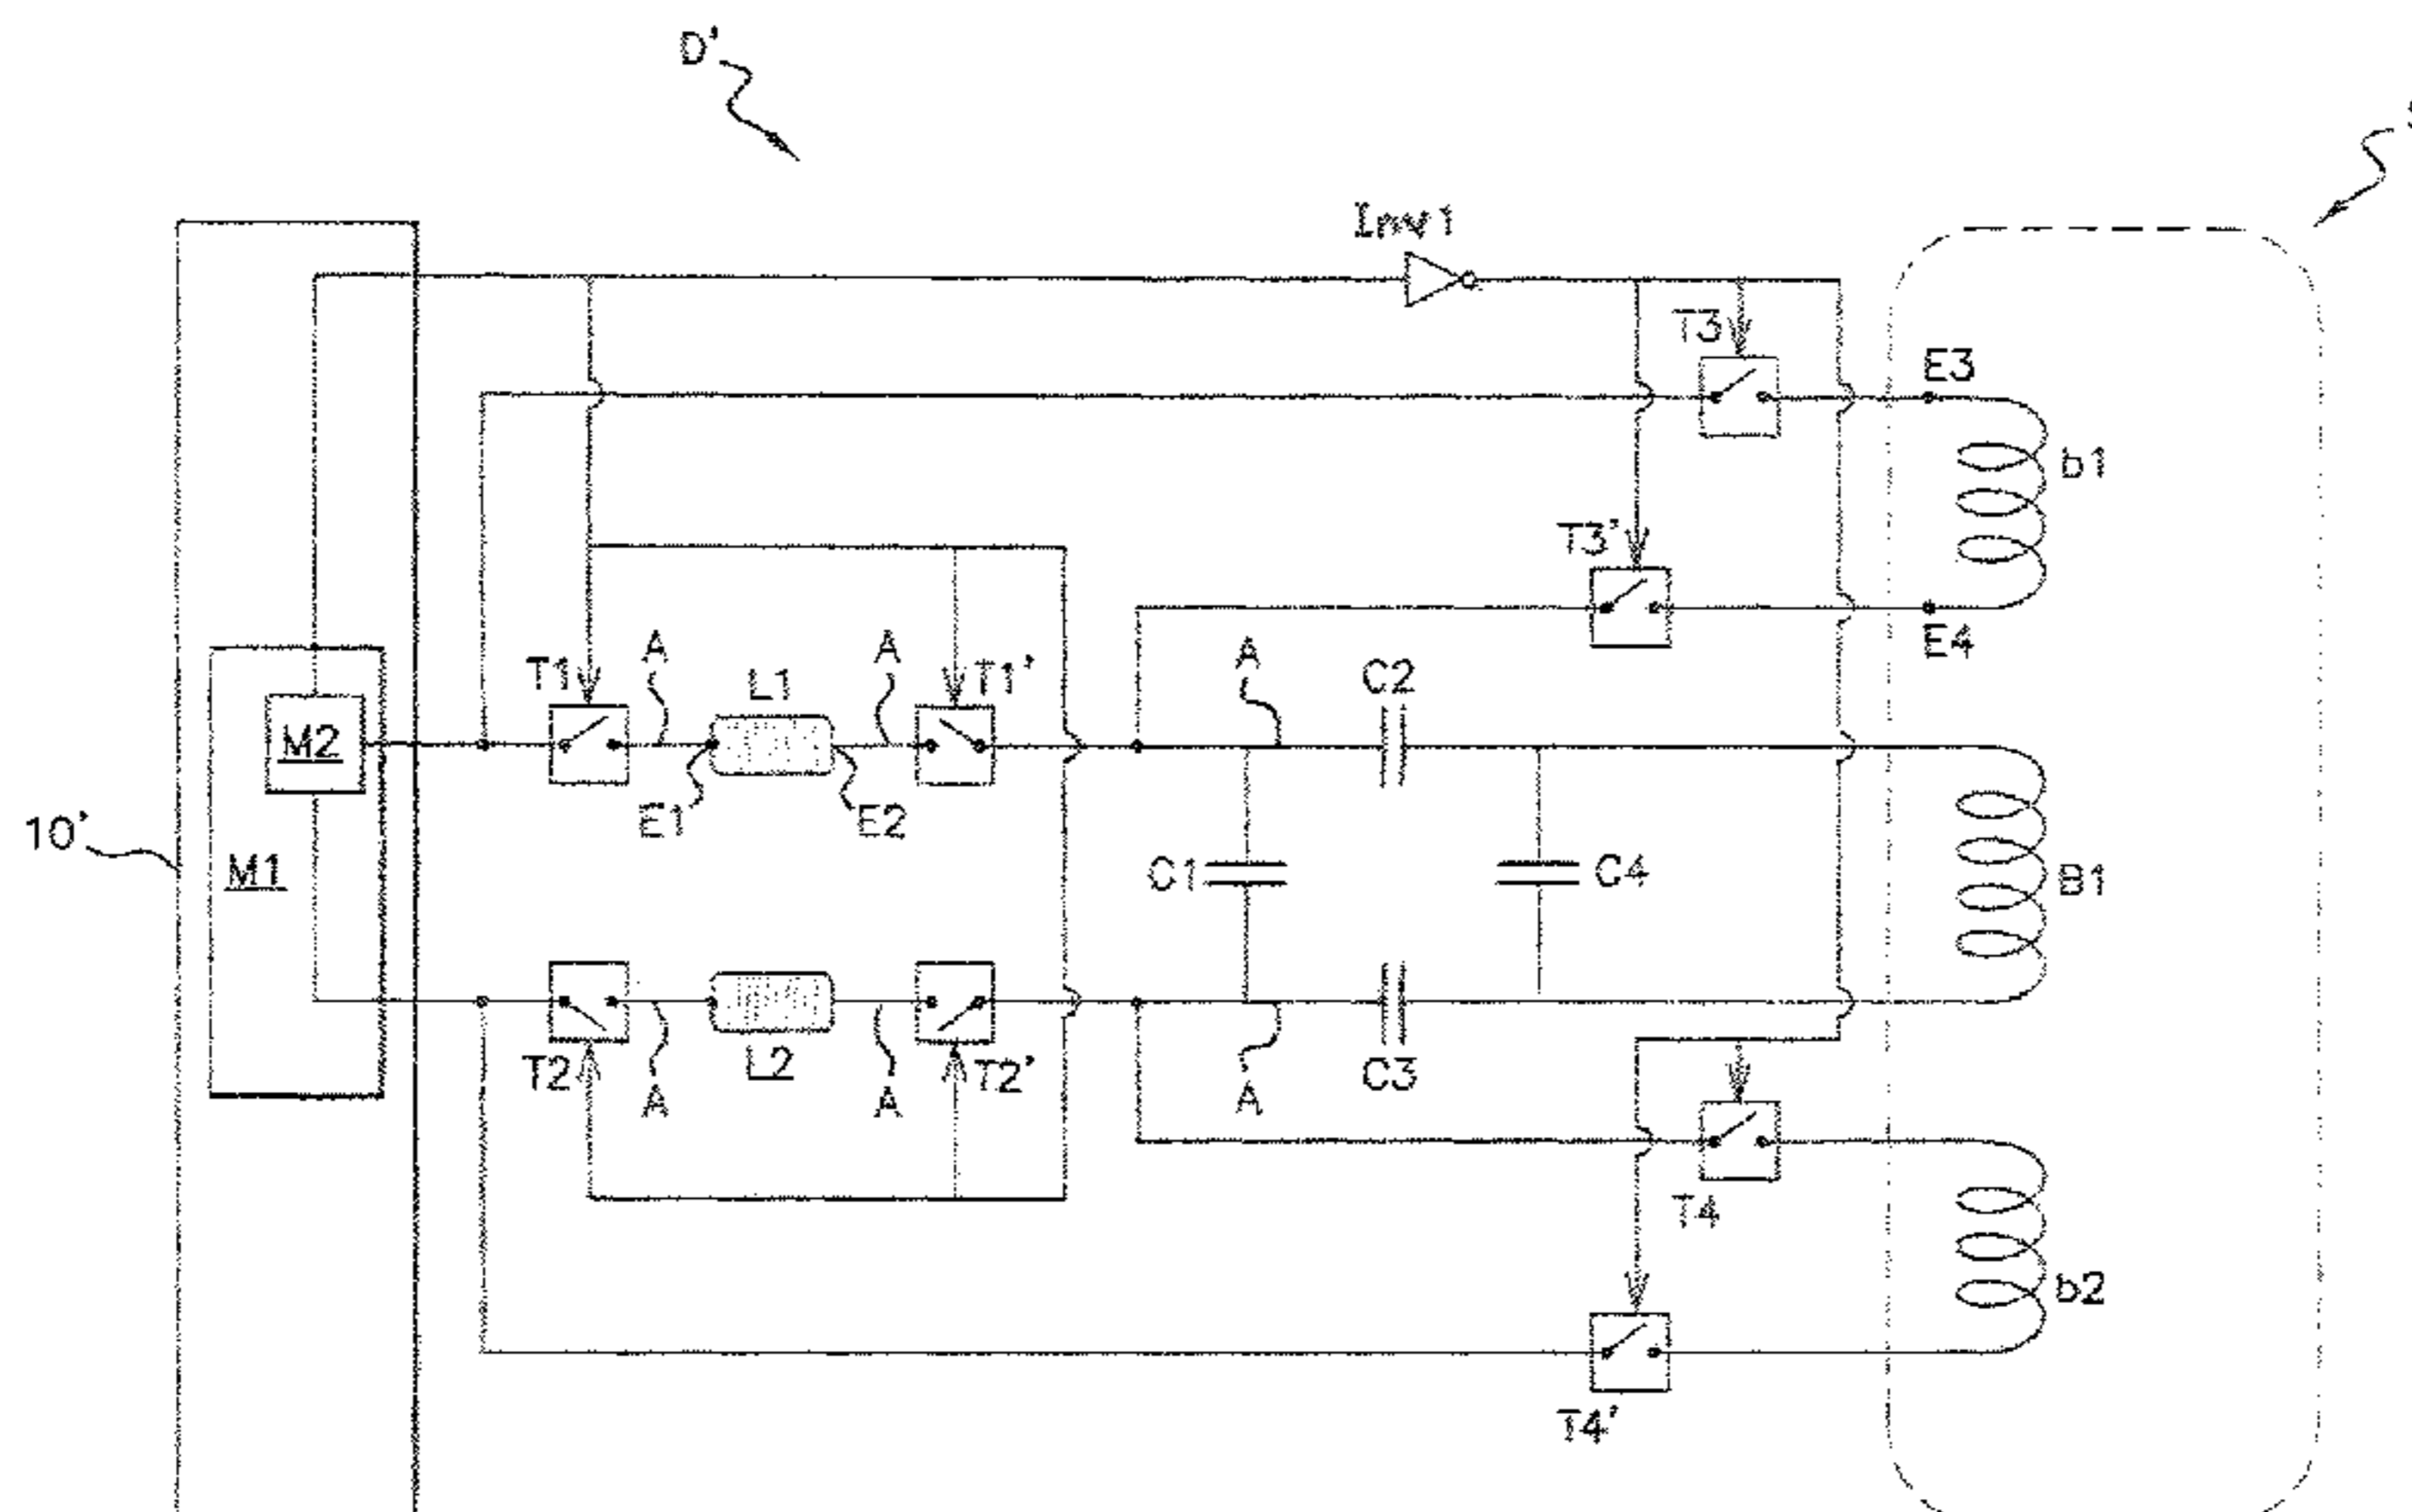 D'
Inv1
T3
E3
b1
T3'
E4
A
A
A
T1
L1
T1'
C2
M2
E1
E2
10'
M1
C1
C4
B1
T2
L2
T2'
C3
A
A
A
T4
b2
T4'